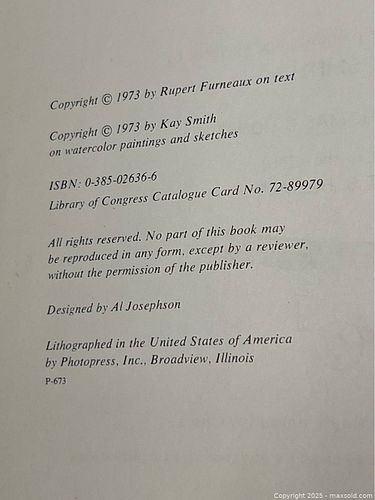 Copyright © 1973 by Rupert Furneaux on text
Copyright © 1973 by Kay Smith
on watercolor paintings and sketches
ISBN: 0-385-02636-6
Library of Congress Catalogue Card No. 72-89979
All rights reserved. No part of this book may
be reproduced in any form, except by a reviewer,
without the permission of the publisher.
Designed by Al Josephson
Lithographed in the United States of America
by Photopress, Inc., Broadview, Illinois
P-673
Copyright 2025 - maxsold.com